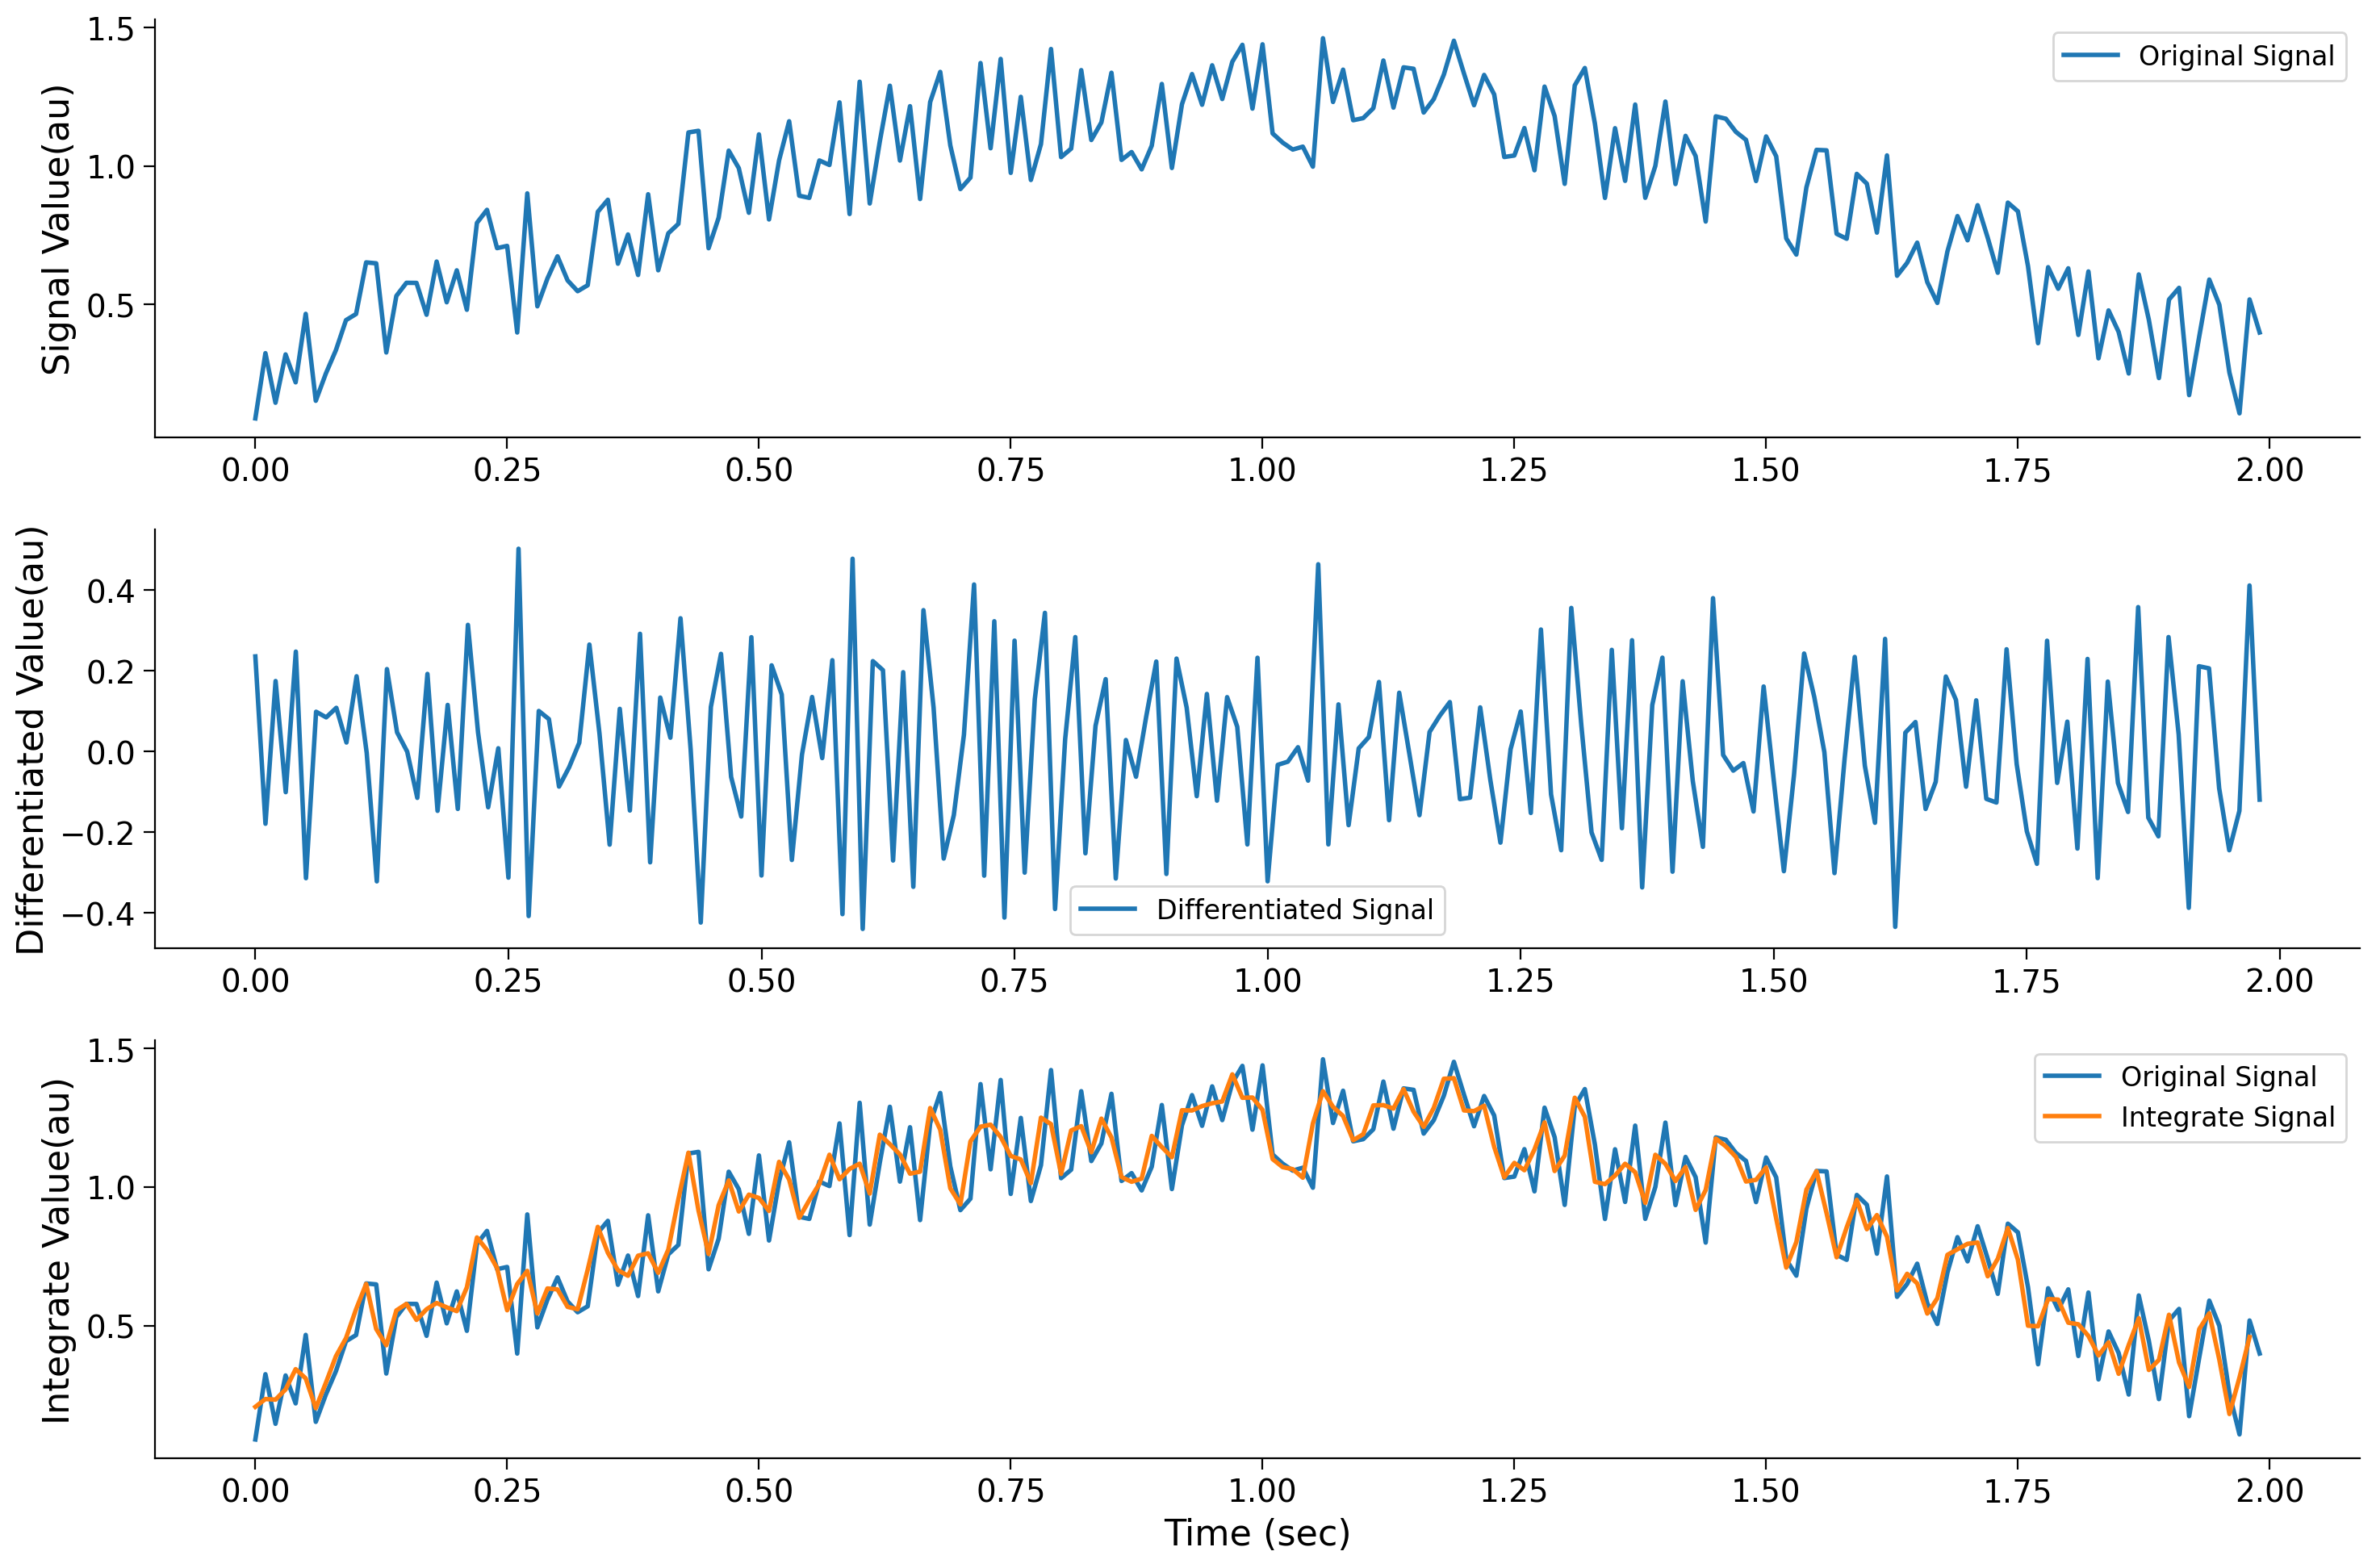 Signal Value(au)
1.5
1.0
0.5
Original Signal
0.00 0.25 0.50 0.75 1.00 1.25 1.50 1.75 2.00
Differentiated Value(au)
0.4
0.2
0.0
−0.2
−0.4
Differentiated Signal
0.00 0.25 0.50 0.75 1.00 1.25 1.50 1.75 2.00
Integrate Value(au)
1.5
1.0
0.5
Original Signal
Integrate Signal
0.00 0.25 0.50 0.75 1.00 1.25 1.50 1.75 2.00
Time (sec)